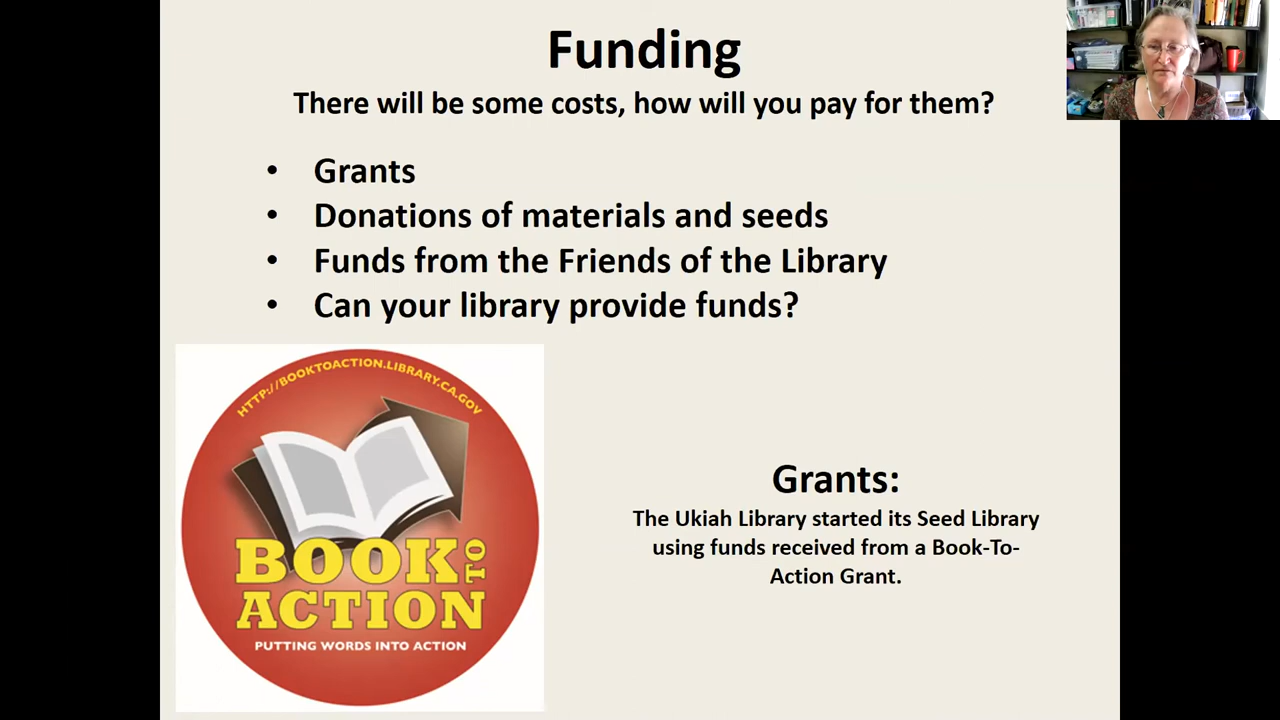 Funding
There will be some costs, how will you pay for them?
• Grants
• Donations of materials and seeds
• Funds from the Friends of the Library
• Can your library provide funds?
HTTP://BOOKTOACTION.LIBRARY.CA.GOV
BOOK TO
ACTION
PUTTING WORDS INTO ACTION
Grants:
The Ukiah Library started its Seed Library
using funds received from a Book-To-
Action Grant.